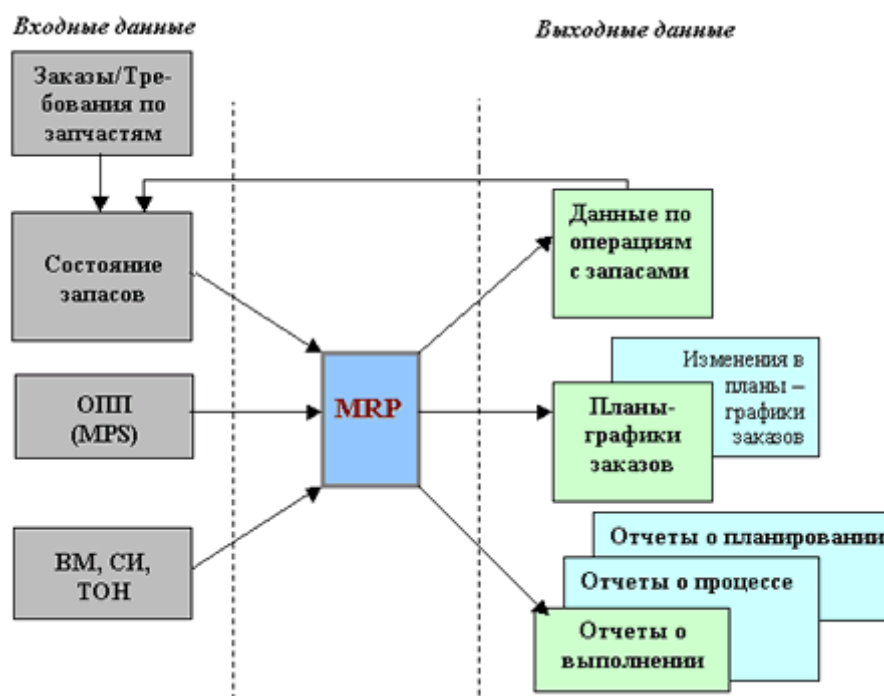 Входные данные
Выходные данные
Заказы/Тре-
бования по
запчастям
Состояние
запасов
ОПП
(MPS)
ВМ, СИ,
ТОН
MRP
Данные по
операциям
с запасами
Изменения в
планы –
графики
заказов
Планы-
графики
заказов
Отчеты о планировании
Отчеты о процессе
Отчеты о
выполнении